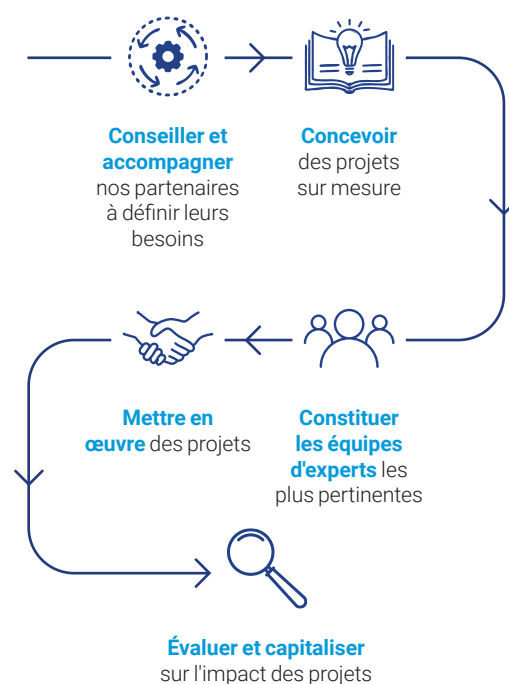 Conseiller et
accompagner
nos partenaires
à définir leurs
besoins
Concevoir
des projets
sur mesure
Constituer
les équipes
d'experts les
plus pertinentes
Mettre en
œuvre des projets
Évaluer et capitaliser
sur l'impact des projets